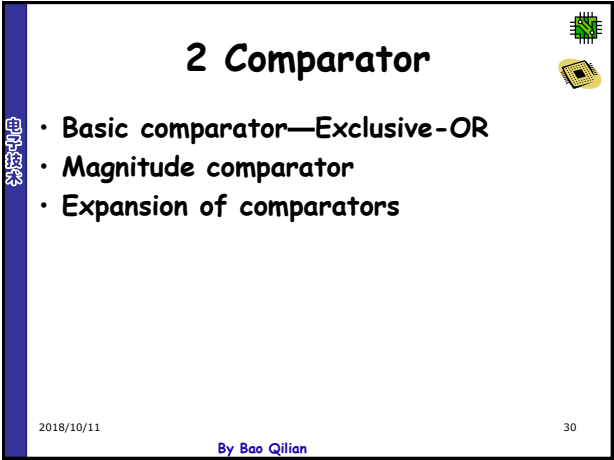 2 Comparator
电子技术
• Basic comparator—Exclusive-OR
• Magnitude comparator
• Expansion of comparators
2018/10/11
30
By Bao Qilian